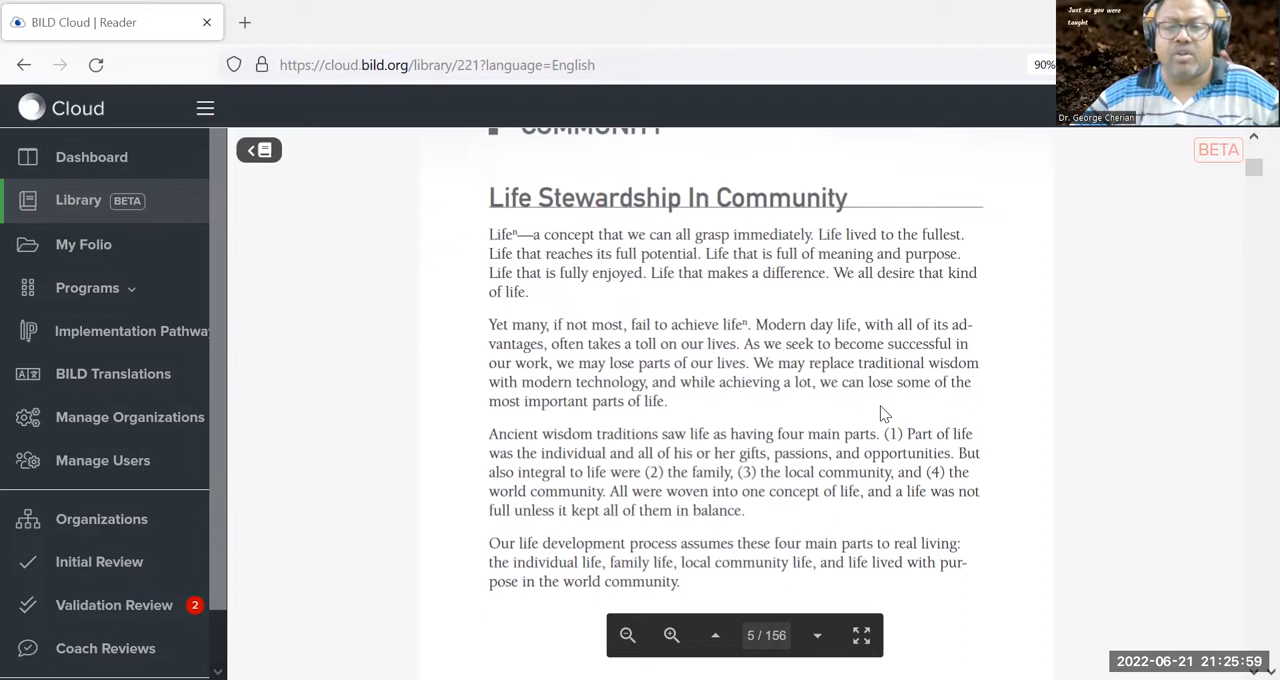 BILD Cloud | Reader
https://cloud.bild.org/library/221?language=English
90%
Just as you were
taught
Dr. George Cherian
Cloud
BETA
Dashboard
Library BETA
My Folio
Programs
Implementation Pathwa
BILD Translations
Manage Organizations
Manage Users
Organizations
Initial Review
Validation Review 2
Coach Reviews
COMMUNITY
Life Stewardship In Community
Lifeⁿ—a concept that we can all grasp immediately. Life lived to the fullest.
Life that reaches its full potential. Life that is full of meaning and purpose.
Life that is fully enjoyed. Life that makes a difference. We all desire that kind
of life.
Yet many, if not most, fail to achieve lifeⁿ. Modern day life, with all of its ad-
vantages, often takes a toll on our lives. As we seek to become successful in
our work, we may lose parts of our lives. We may replace traditional wisdom
with modern technology, and while achieving a lot, we can lose some of the
most important parts of life.
Ancient wisdom traditions saw life as having four main parts. (1) Part of life
was the individual and all of his or her gifts, passions, and opportunities. But
also integral to life were (2) the family, (3) the local community, and (4) the
world community. All were woven into one concept of life, and a life was not
full unless it kept all of them in balance.
Our life development process assumes these four main parts to real living:
the individual life, family life, local community life, and life lived with pur-
pose in the world community.
5 / 156
2022-06-21 21:25:59